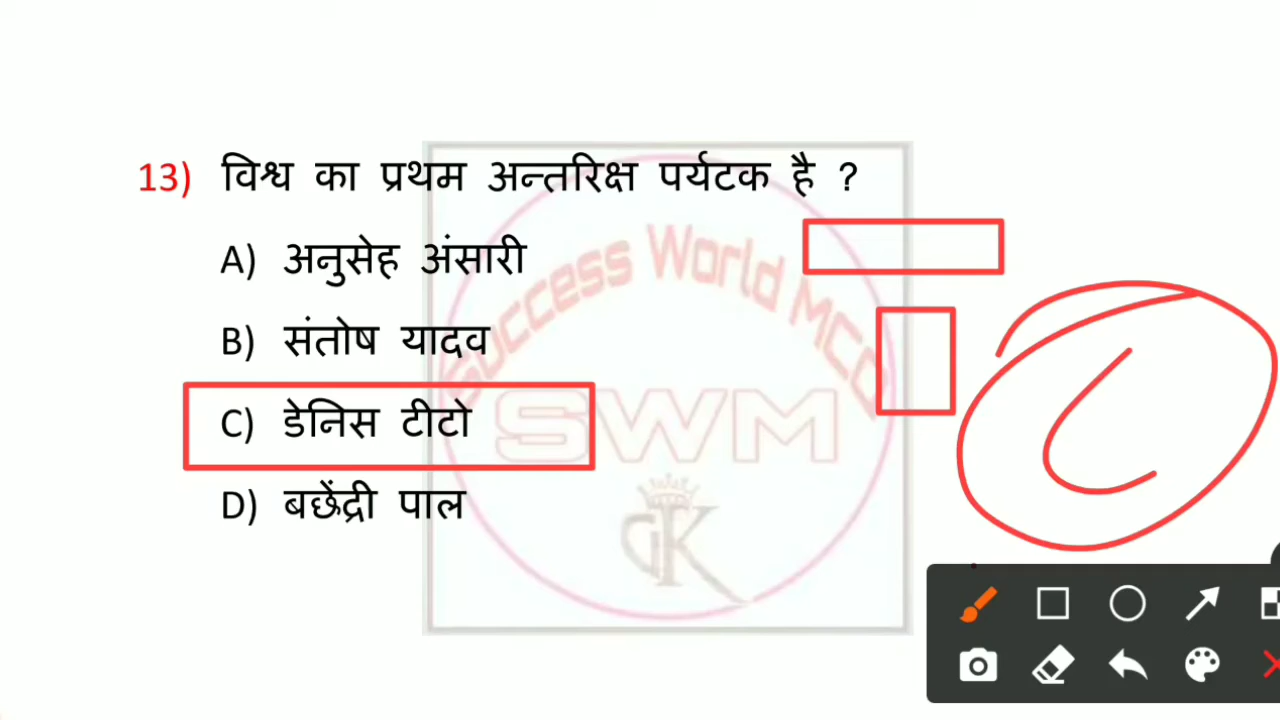 13) विश्व का प्रथम अन्तरिक्ष पर्यटक है ?
A) अनुसेह अंसारी
B) संतोष यादव
C) डेनिस टीटो
D) बछेंद्री पाल
Success World MCQ
SWM
GK
C